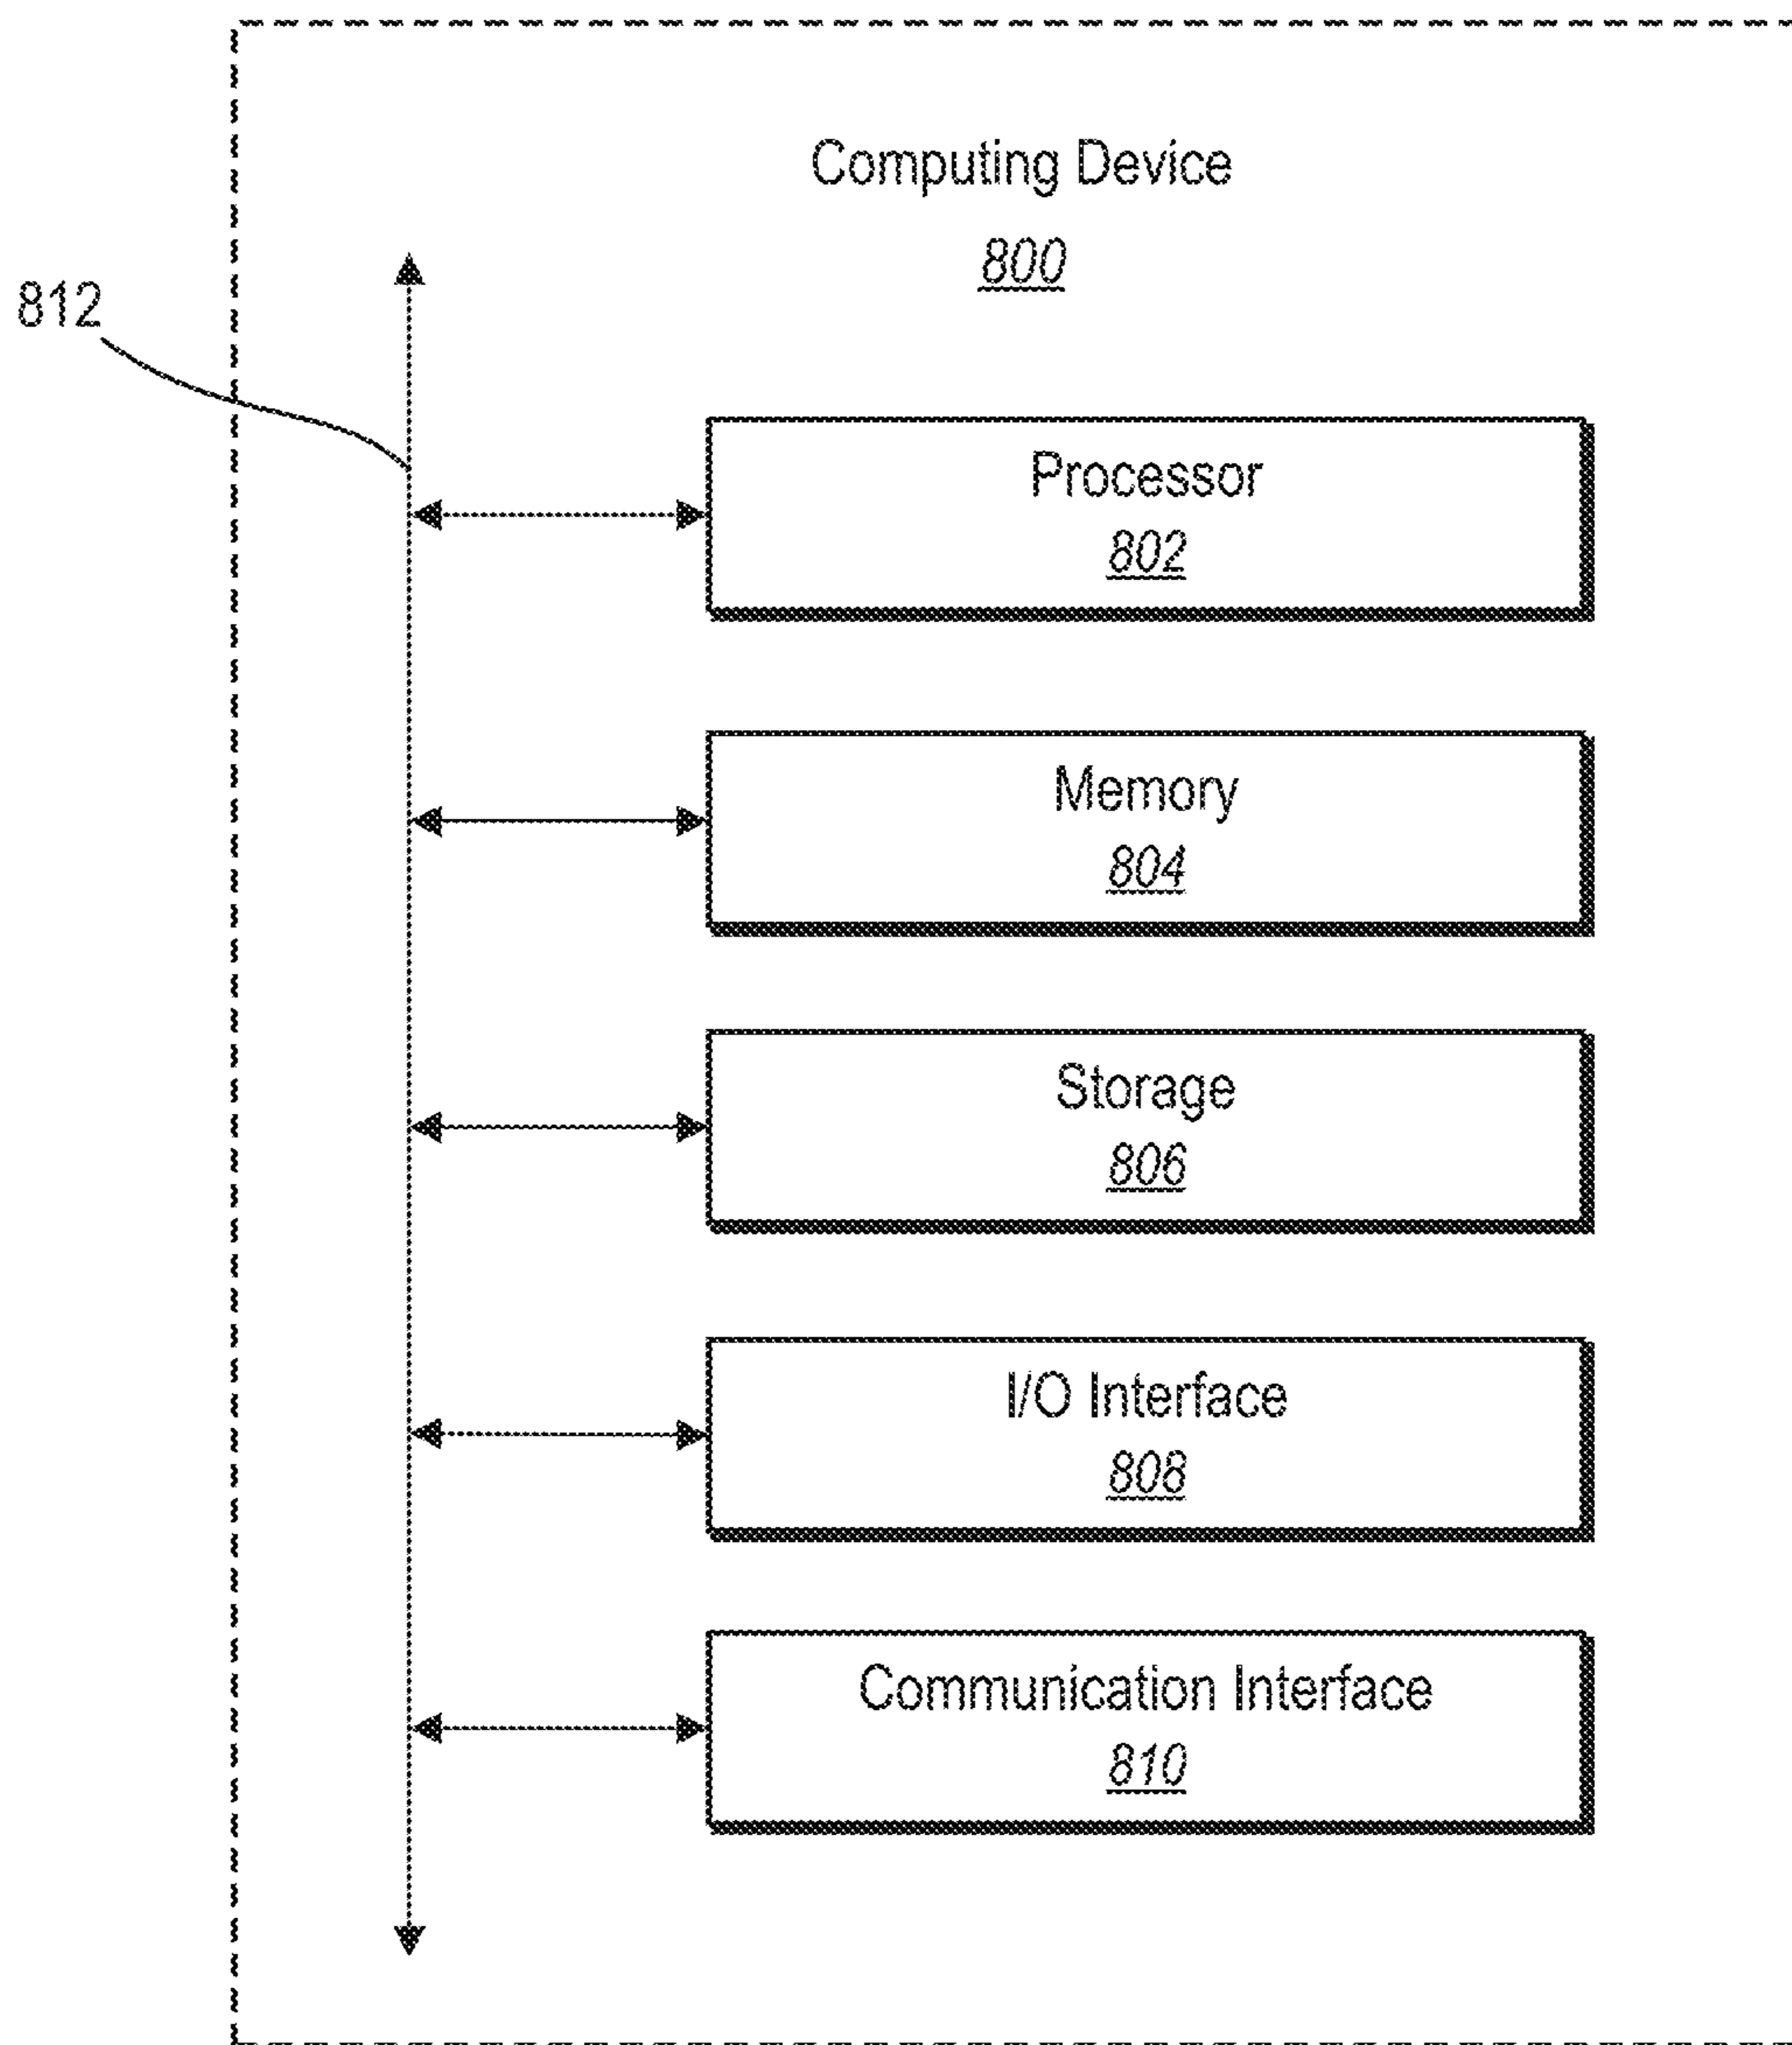 Computing Device
800
812
Processor
802
Memory
804
Storage
806
I/O Interface
808
Communication Interface
810